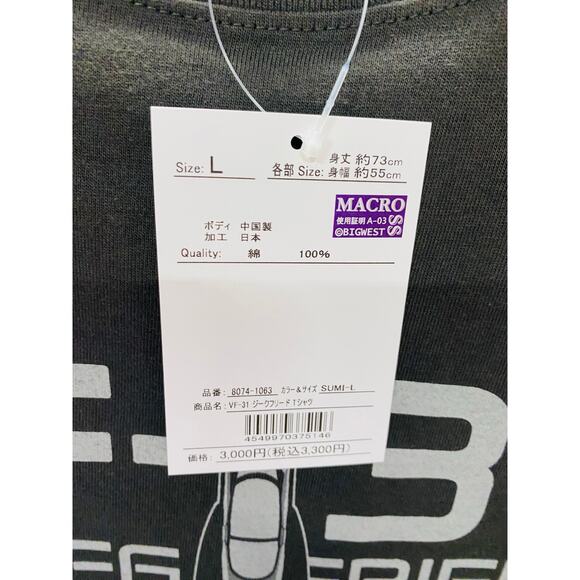 Size: L
各部 Size: 身丈 約73cm
身幅 約55cm
MACROSS
使用証明 A-03
©BIGWEST
ボディ 中国製
加工 日本
Quality: 綿 100%
品番: 8074-1063 カラー&サイズ SUMI-L
商品名: VF-31 ジークフリード Tシャツ
4549970375146
価格: 3,000円(税込3,300円)
3